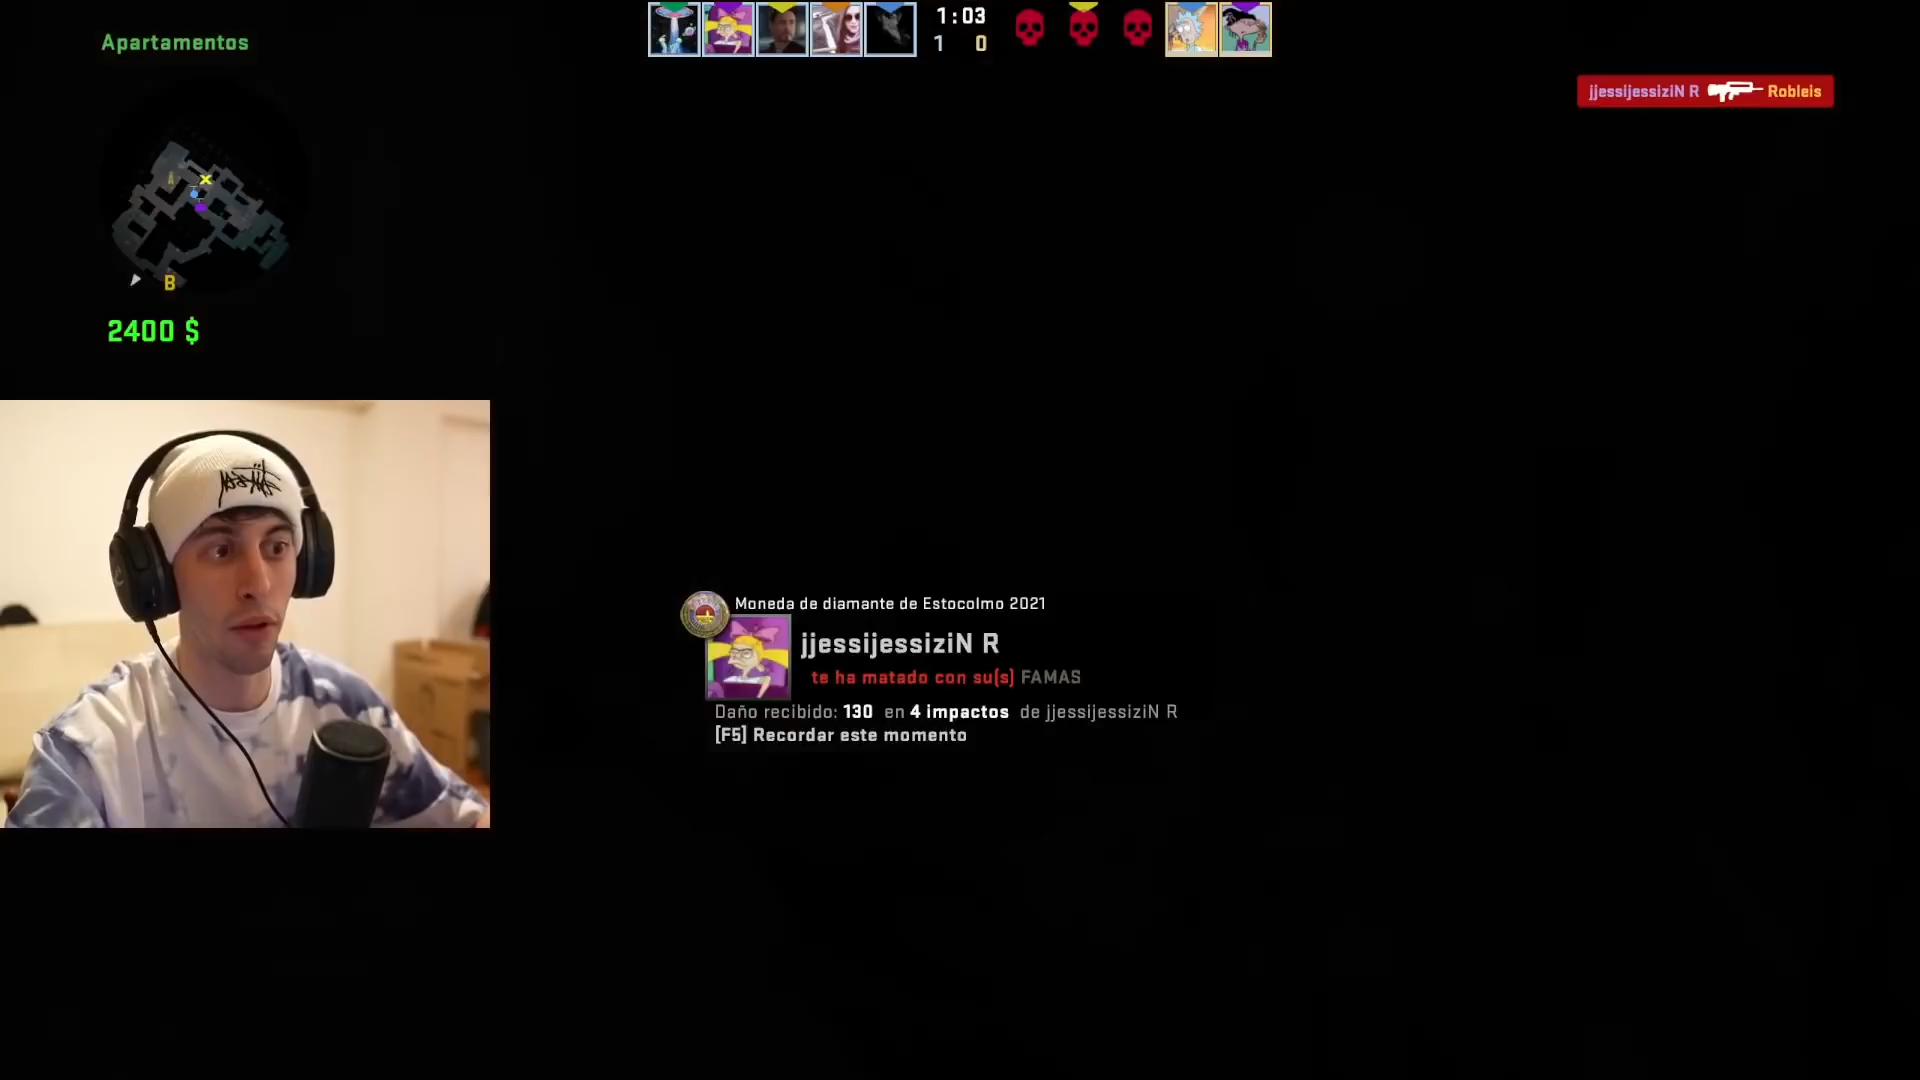 Apartamentos
1:03
1 0
jjessijessiziN R Robleis
A
B
2400 $
Moneda de diamante de Estocolmo 2021
jjessijessiziN R
te ha matado con su(s) FAMAS
Daño recibido: 130 en 4 impactos de jjessijessiziN R
[F5] Recordar este momento